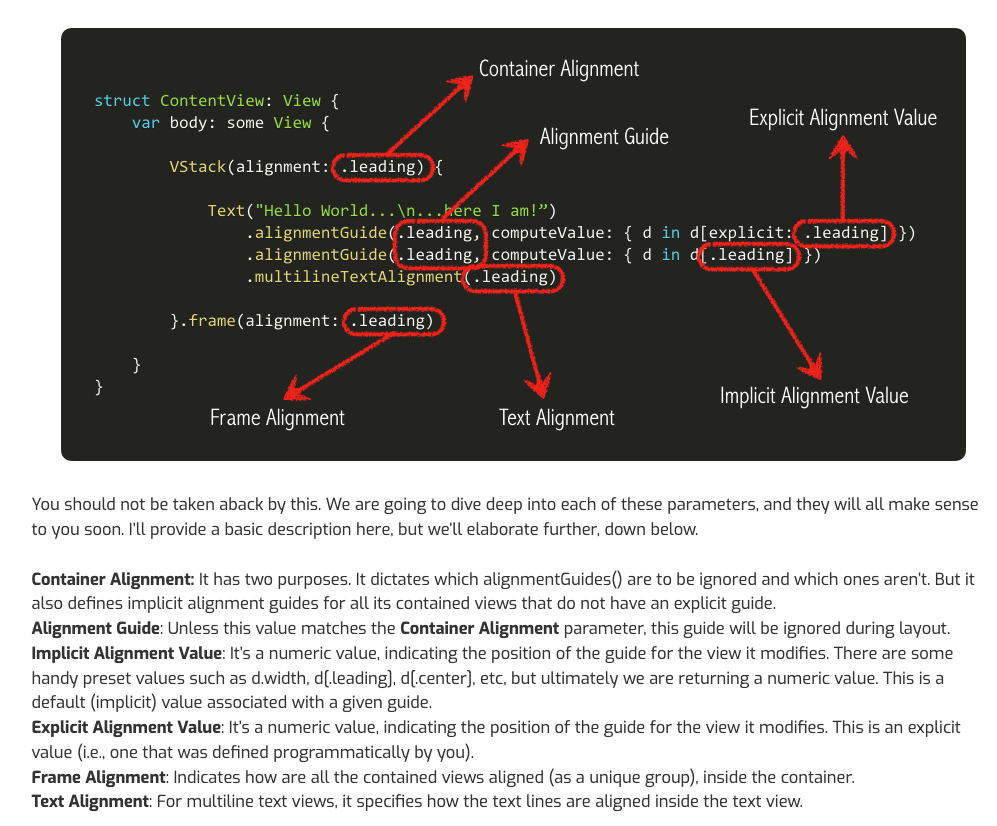 Container Alignment
struct ContentView: View {
Explicit Alignment Value
var body: some View {
Alignment Guide
VStack(alignment: .leading) {
Text("Hello World...\n...here I am!”)
.alignmentGuide(.leading, computeValue: { d in d[explicit: .leading] })
.alignmentGuide(.leading, computeValue: { d in d[.leading] })
.multilineTextAlignment(.leading)
}.frame(alignment: .leading)
}
}
Implicit Alignment Value
Frame Alignment
Text Alignment
You should not be taken aback by this. We are going to dive deep into each of these parameters, and they will all make sense
to you soon. I'll provide a basic description here, but we'll elaborate further, down below.
Container Alignment: It has two purposes. It dictates which alignmentGuides() are to be ignored and which ones aren't. But it
also defines implicit alignment guides for all its contained views that do not have an explicit guide.
Alignment Guide: Unless this value matches the Container Alignment parameter, this guide will be ignored during layout.
Implicit Alignment Value: It's a numeric value, indicating the position of the guide for the view it modifies. There are some
handy preset values such as d.width, d[.leading], d[.center], etc, but ultimately we are returning a numeric value. This is a
default (implicit) value associated with a given guide.
Explicit Alignment Value: It's a numeric value, indicating the position of the guide for the view it modifies. This is an explicit
value (i.e., one that was defined programmatically by you).
Frame Alignment: Indicates how are all the contained views aligned (as a unique group), inside the container.
Text Alignment: For multiline text views, it specifies how the text lines are aligned inside the text view.